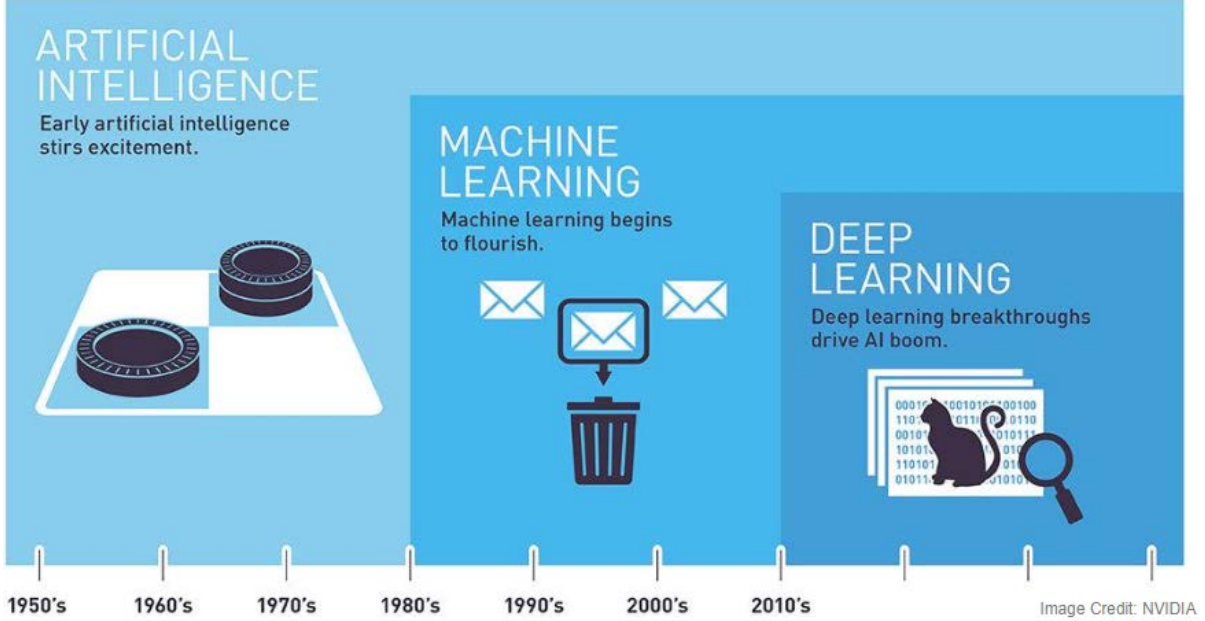 ARTIFICIAL
INTELLIGENCE
Early artificial intelligence
stirs excitement.
MACHINE
LEARNING
Machine learning begins
to flourish.
DEEP
LEARNING
Deep learning breakthroughs
drive AI boom.
1950's
1960's
1970's
1980's
1990's
2000's
2010's
Image Credit: NVIDIA